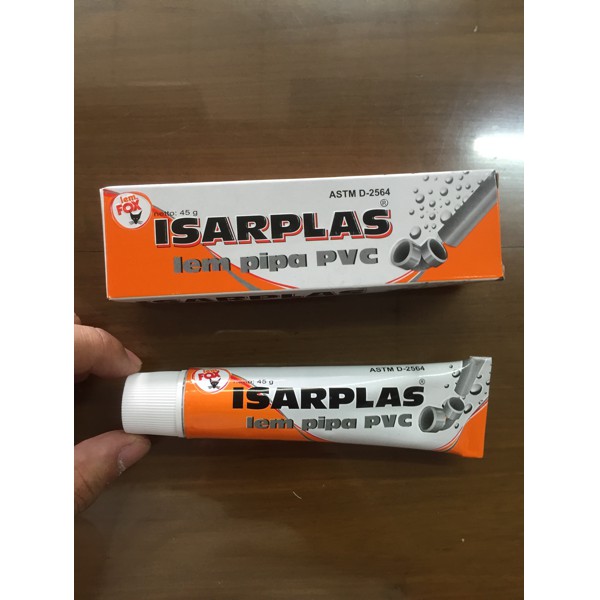 lem
FOX
netto: 45 g
ASTM D-2564
ISARPLAS®
lem pipa PVC
ISARPLAS
lem
FOX
45 g
ASTM D-2564
ISARPLAS®
lem pipa PVC